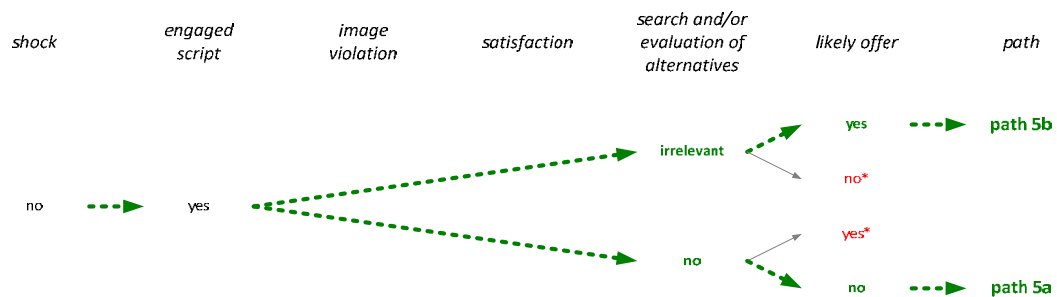 shock
engaged
script
image
violation
satisfaction
search and/or
evaluation of
alternatives
likely offer
path
yes
path 5b
irrelevant
no*
no
yes
yes*
no
no
path 5a